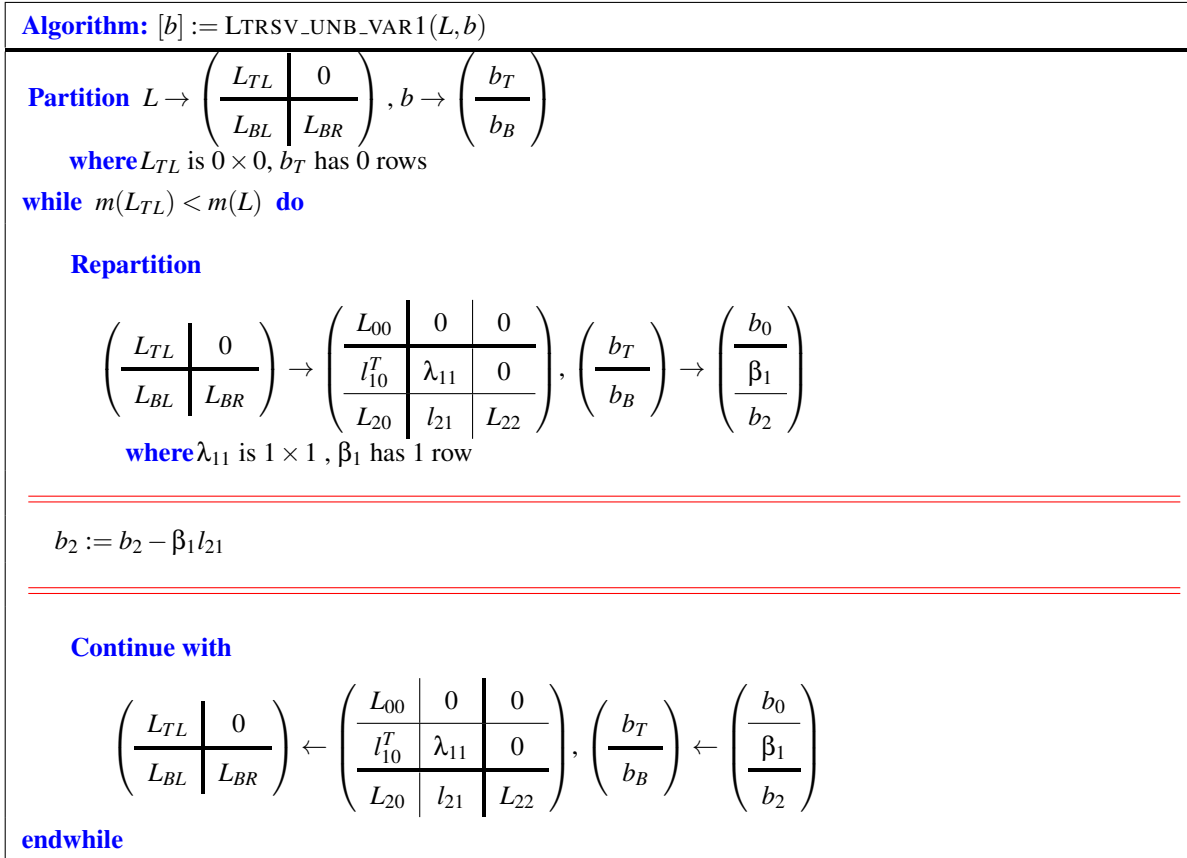 Algorithm: [b] := LTRSV_UNB_VAR1(L,b)
Partition L → ( L_TL 0 / L_BL L_BR ) , b → ( b_T / b_B )
where L_TL is 0 × 0, b_T has 0 rows
while m(L_TL) < m(L) do
Repartition
( L_TL 0 / L_BL L_BR ) → ( L_00 0 0 / l_10^T λ_11 0 / L_20 l_21 L_22 ) , ( b_T / b_B ) → ( b_0 / β_1 / b_2 )
where λ_11 is 1 × 1 , β_1 has 1 row
b_2 := b_2 − β_1 l_21
Continue with
( L_TL 0 / L_BL L_BR ) ← ( L_00 0 0 / l_10^T λ_11 0 / L_20 l_21 L_22 ) , ( b_T / b_B ) ← ( b_0 / β_1 / b_2 )
endwhile